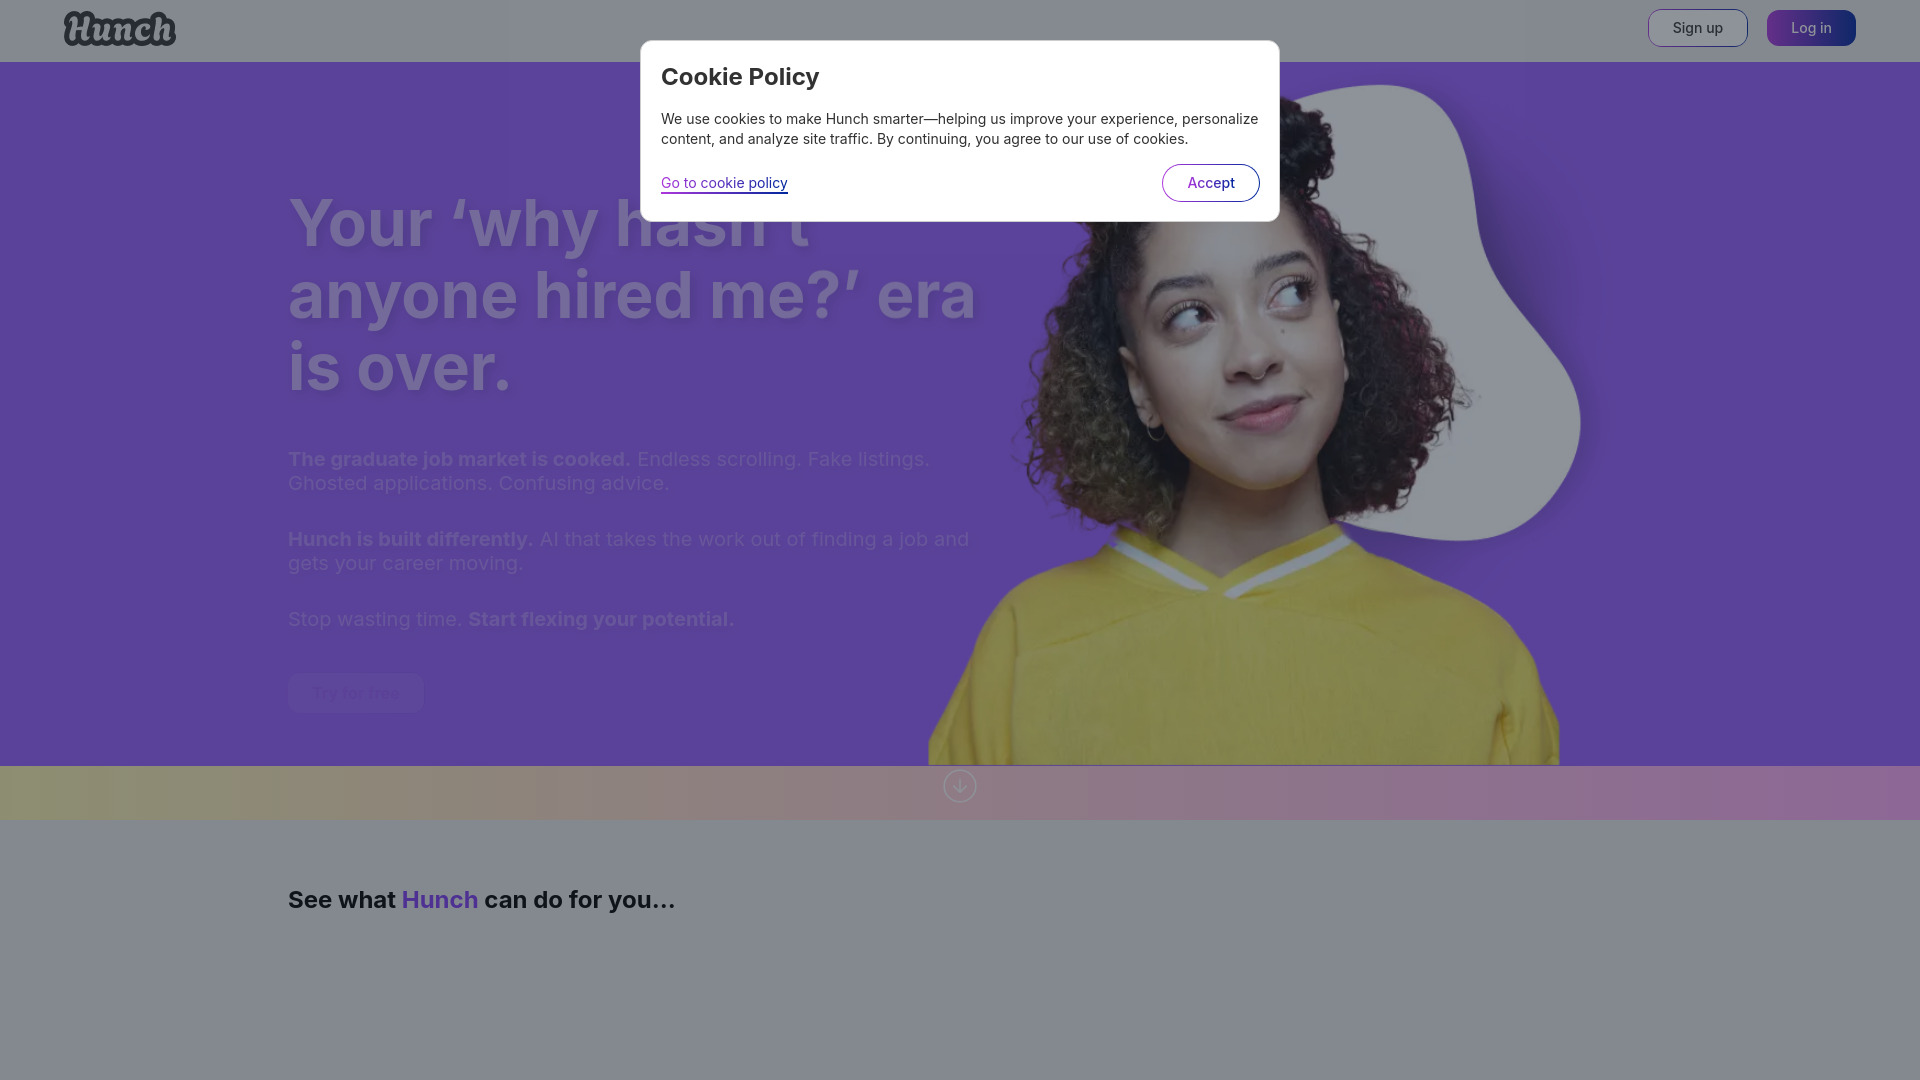 Hunch
Sign up
Log in
Cookie Policy
We use cookies to make Hunch smarter—helping us improve your experience, personalize
content, and analyze site traffic. By continuing, you agree to our use of cookies.
Go to cookie policy
Accept
Your ‘why hasn’t
anyone hired me?’ era
is over.
The graduate job market is cooked. Endless scrolling. Fake listings.
Ghosted applications. Confusing advice.
Hunch is built differently. AI that takes the work out of finding a job and
gets your career moving.
Stop wasting time. Start flexing your potential.
Try for free
See what Hunch can do for you...